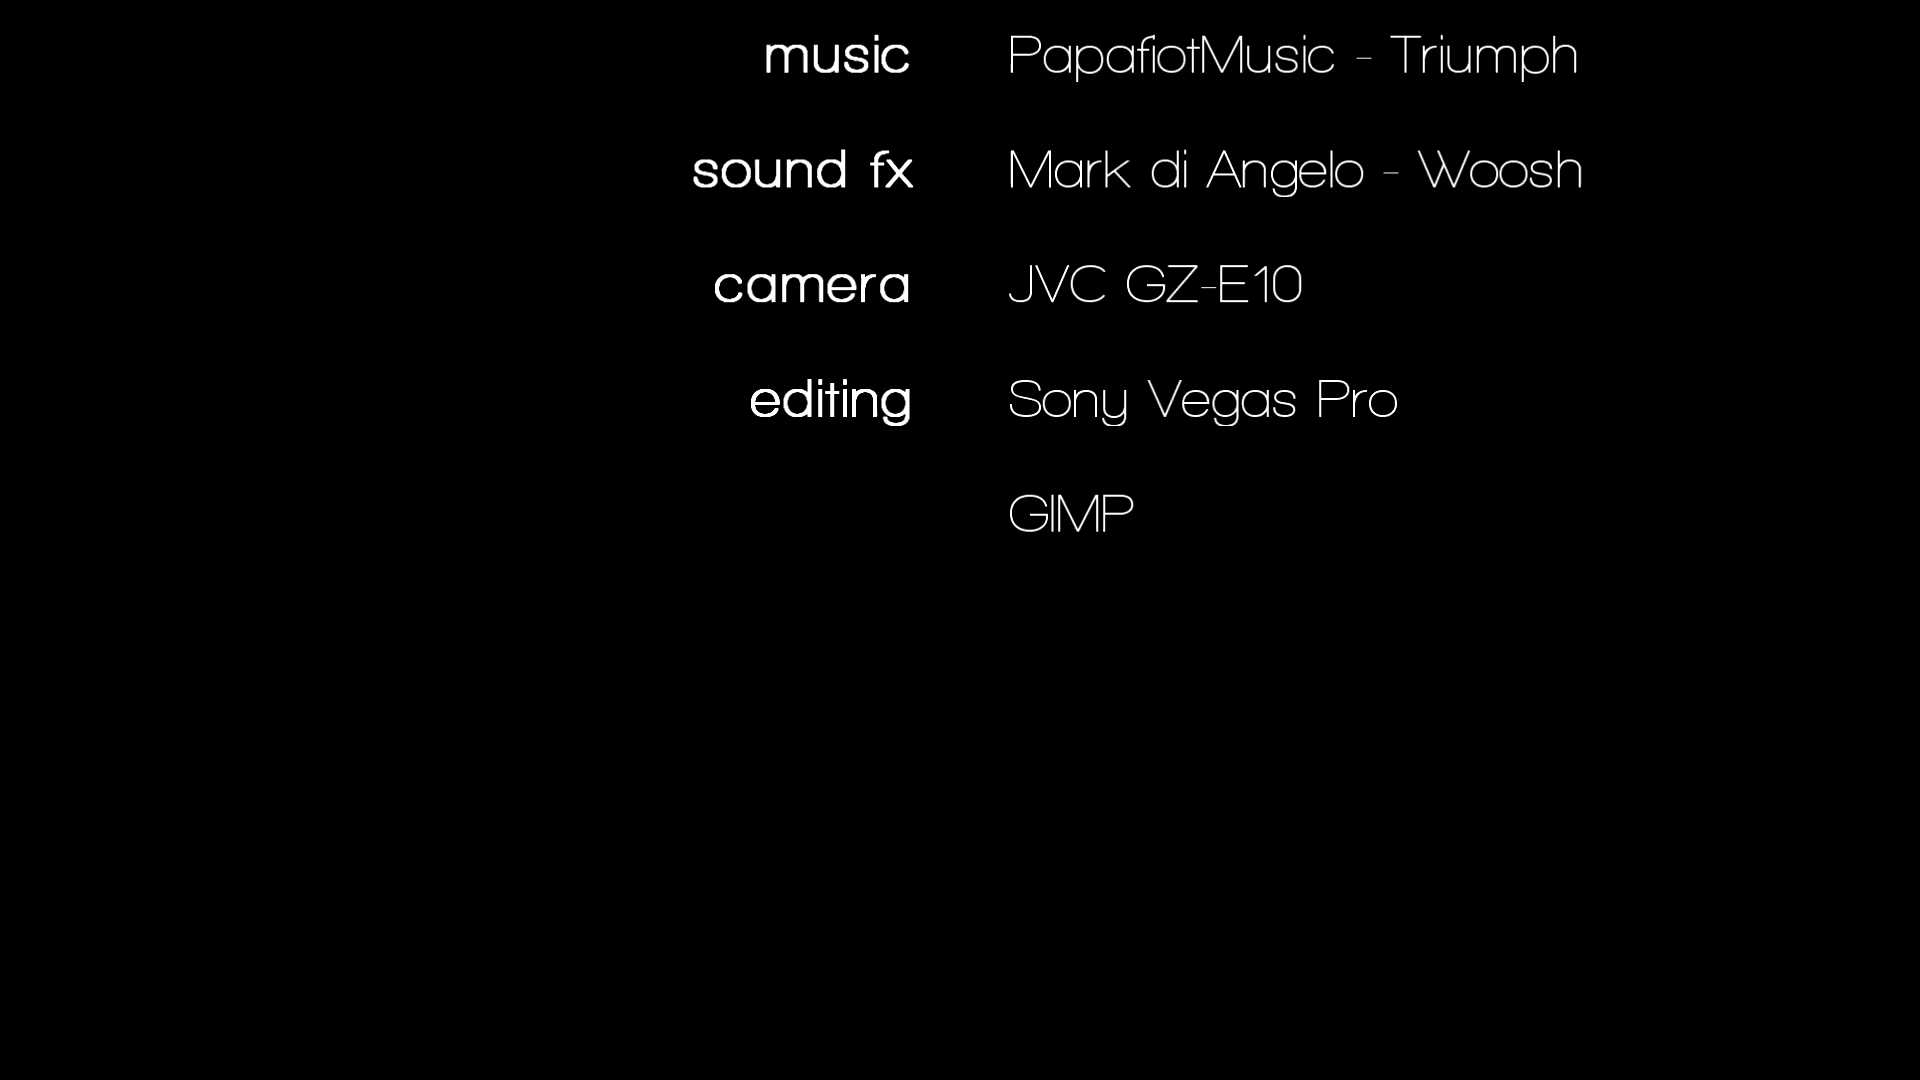 music PapafiotMusic - Triumph
sound fx Mark di Angelo - Woosh
camera JVC GZ-E10
editing Sony Vegas Pro
GIMP